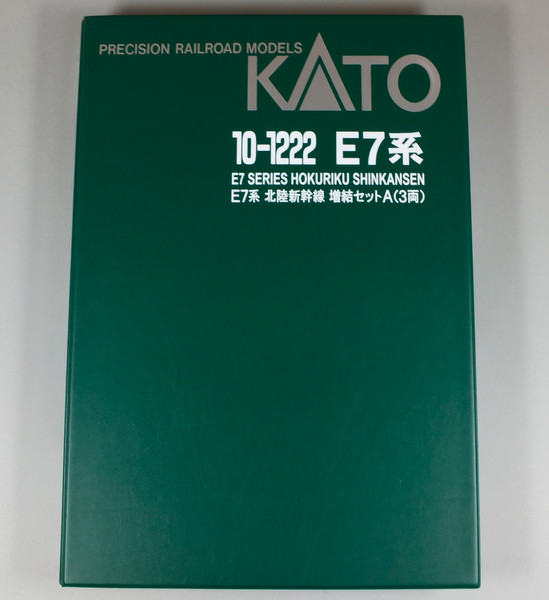 PRECISION RAILROAD MODELS
KATO
10-1222 E7系
E7 SERIES HOKURIKU SHINKANSEN
E7系 北陸新幹線 増結セットA(3両)